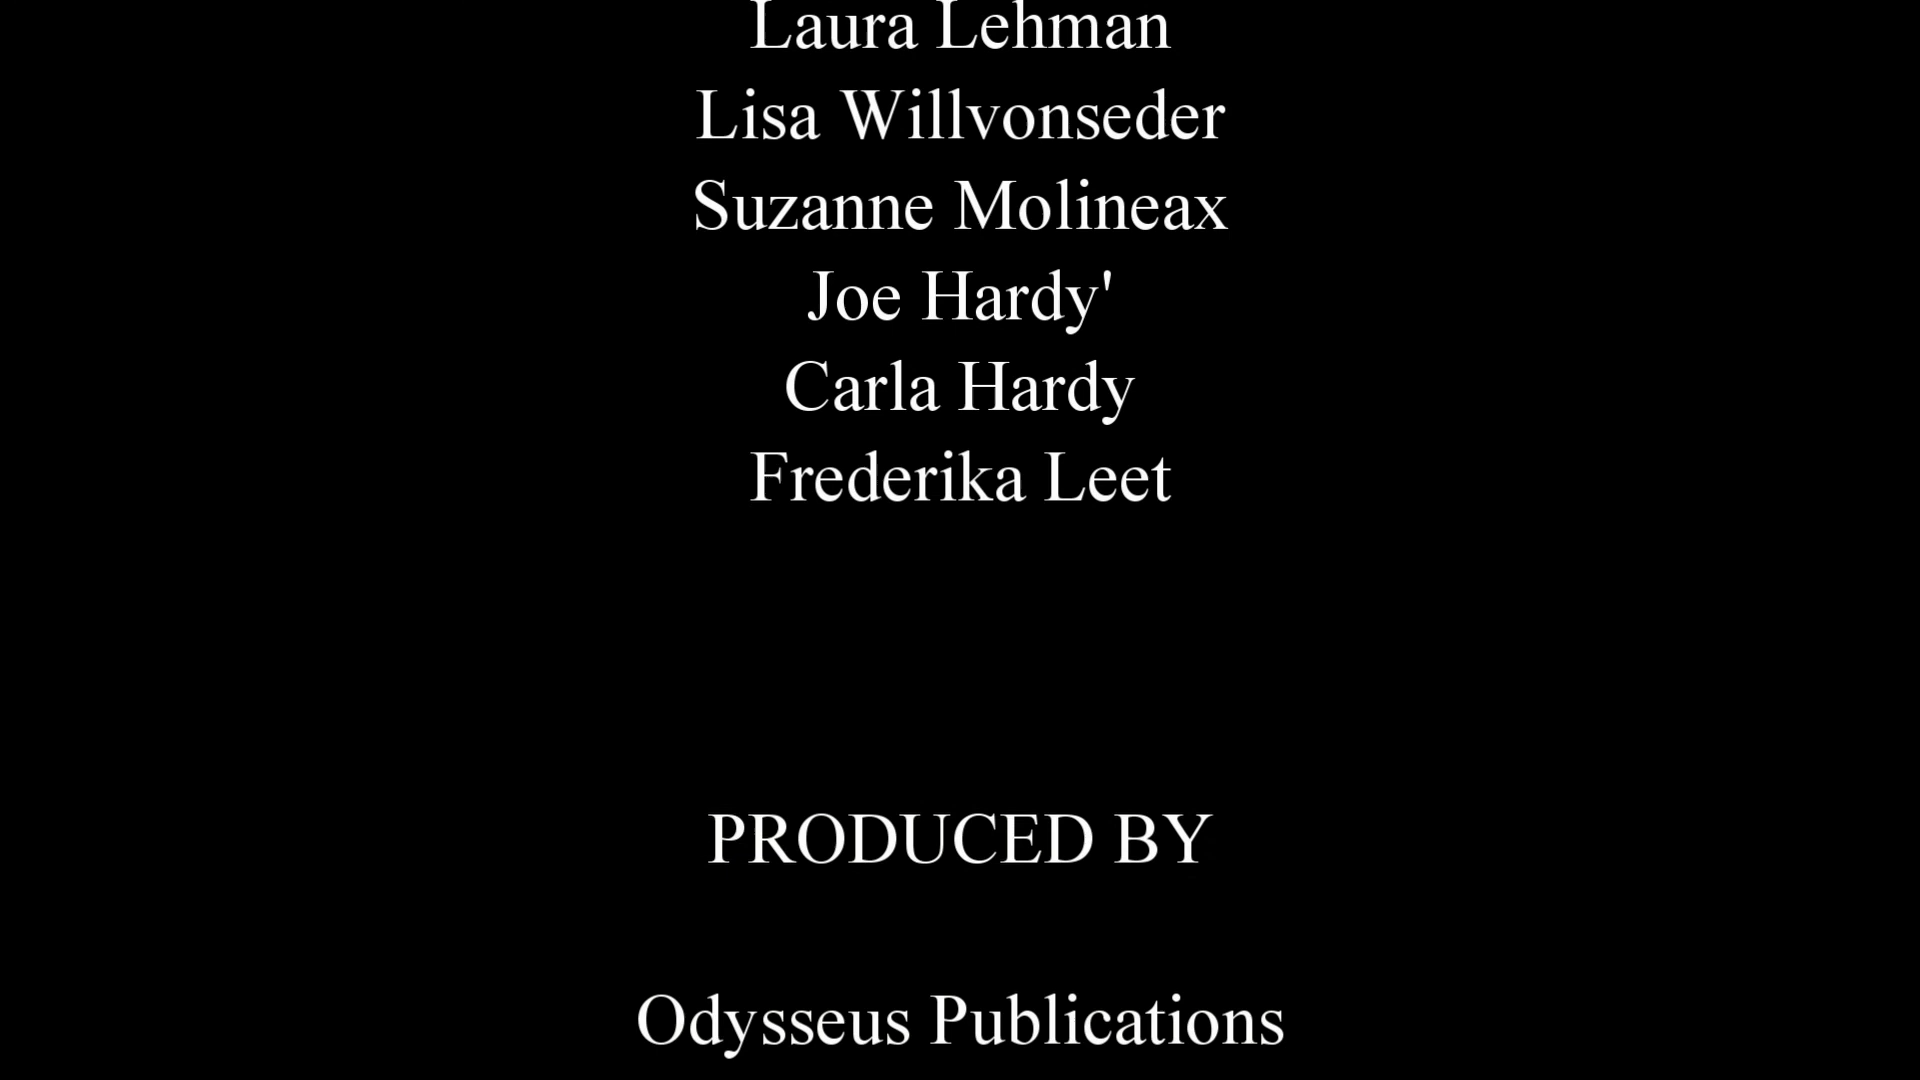 Laura Lehman
Lisa Willvonseder
Suzanne Molineax
Joe Hardy'
Carla Hardy
Frederika Leet
PRODUCED BY
Odysseus Publications